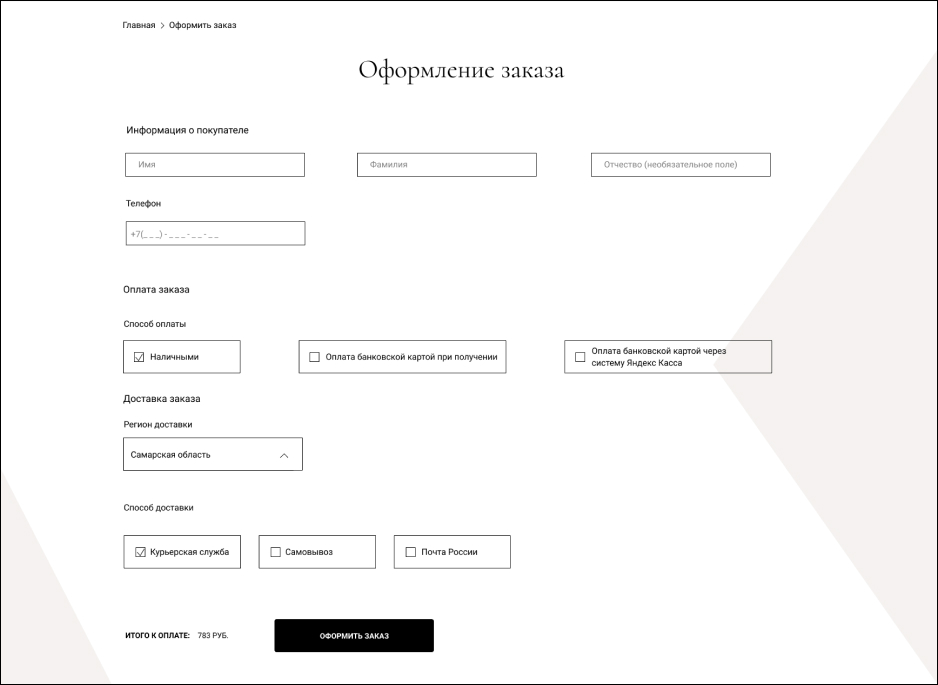 Главная > Оформить заказ
Оформление заказа
Информация о покупателе
Имя
Фамилия
Отчество (необязательное поле)
Телефон
+7(_ _ _) - _ _ _ - _ _ - _ _
Оплата заказа
Способ оплаты
Наличными
Оплата банковской картой при получении
Оплата банковской картой через
систему Яндекс Касса
Доставка заказа
Регион доставки
Самарская область
Способ доставки
Курьерская служба
Самовывоз
Почта России
ИТОГО К ОПЛАТЕ: 783 РУБ.
ОФОРМИТЬ ЗАКАЗ